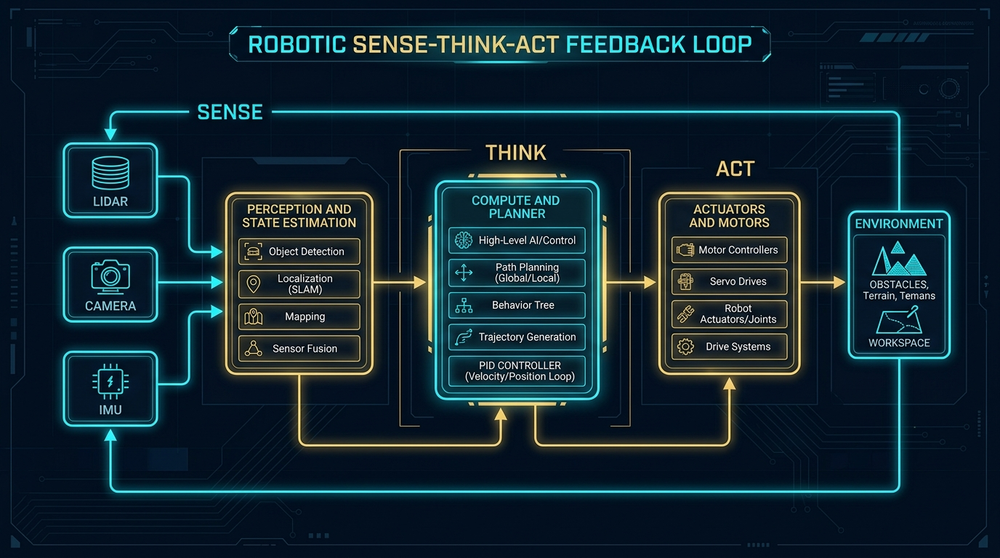 ROBOTIC SENSE-THINK-ACT FEEDBACK LOOP
SENSE
LIDAR
CAMERA
IMU
PERCEPTION AND
STATE ESTIMATION
Object Detection
Localization
(SLAM)
Mapping
Sensor Fusion
THINK
COMPUTE AND
PLANNER
High-Level AI/Control
Path Planning
(Global/Local)
Behavior Tree
Trajectory Generation
PID CONTROLLER
(Velocity/Position Loop)
ACT
ACTUATORS
AND MOTORS
Motor Controllers
Servo Drives
Robot
Actuators/Joints
Drive Systems
ENVIRONMENT
OBSTACLES,
Terrain, Temans
WORKSPACE